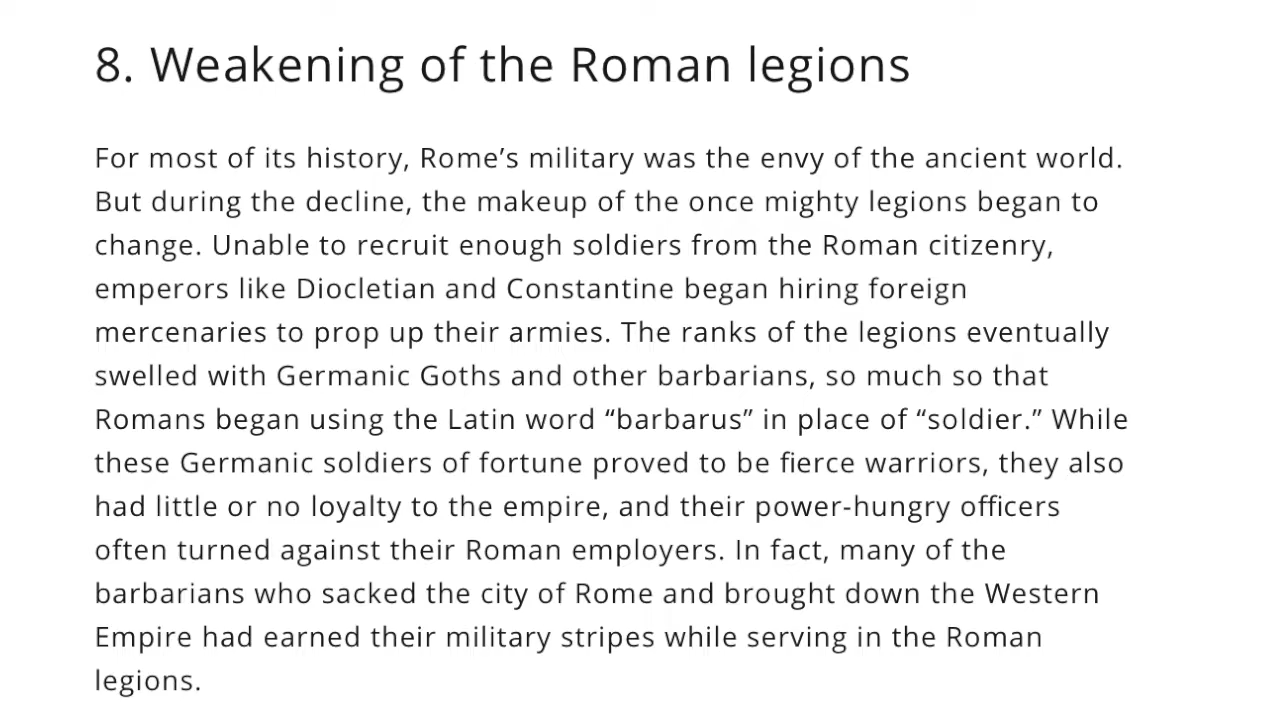 8. Weakening of the Roman legions
For most of its history, Rome’s military was the envy of the ancient world.
But during the decline, the makeup of the once mighty legions began to
change. Unable to recruit enough soldiers from the Roman citizenry,
emperors like Diocletian and Constantine began hiring foreign
mercenaries to prop up their armies. The ranks of the legions eventually
swelled with Germanic Goths and other barbarians, so much so that
Romans began using the Latin word “barbarus” in place of “soldier.” While
these Germanic soldiers of fortune proved to be fierce warriors, they also
had little or no loyalty to the empire, and their power-hungry officers
often turned against their Roman employers. In fact, many of the
barbarians who sacked the city of Rome and brought down the Western
Empire had earned their military stripes while serving in the Roman
legions.